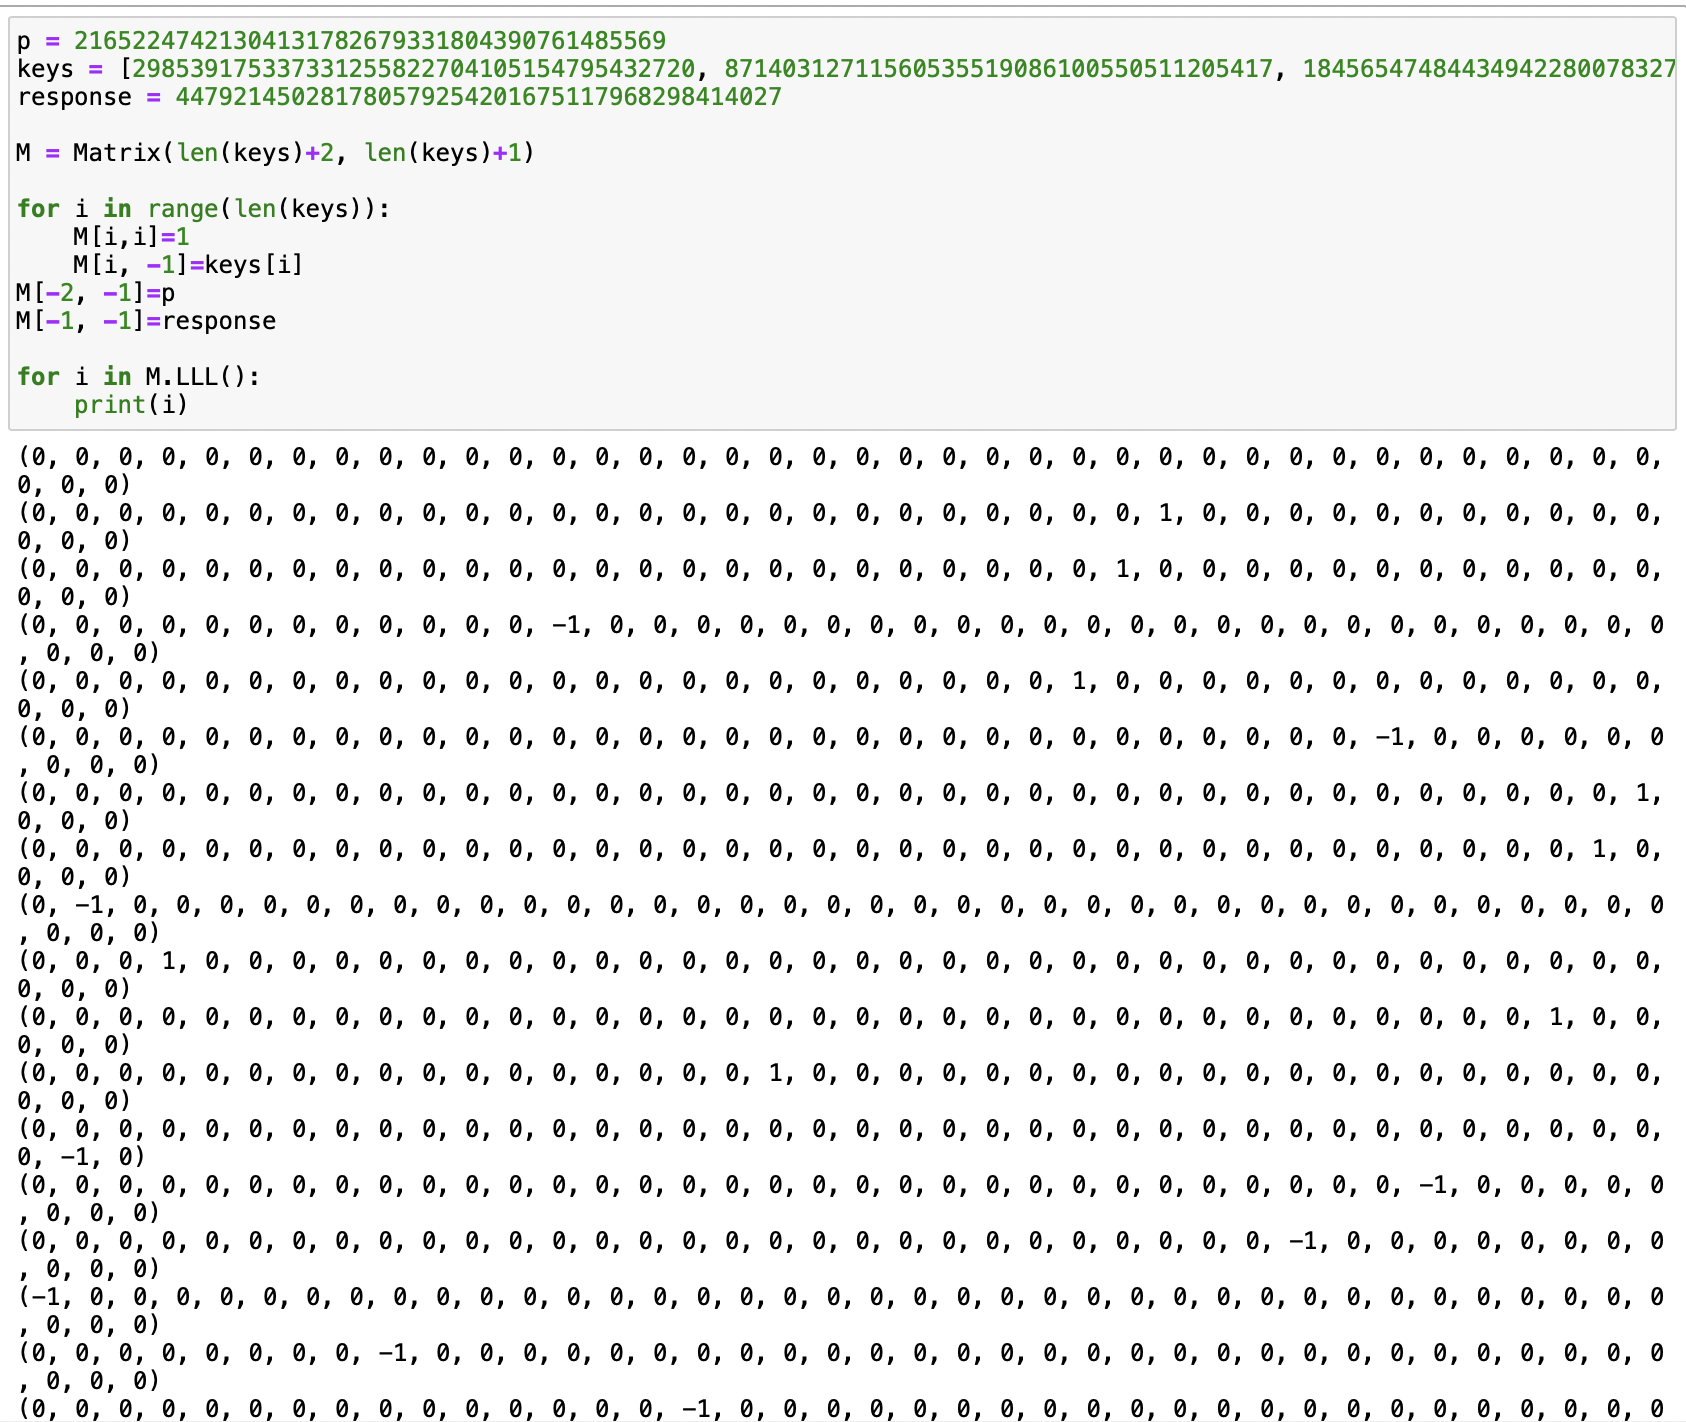 p = 21652247421304131782679331804390761485569
keys = [29853917533733125582270410515479543​2720, 87140312711560535519086100550511205417, 18456547484434942280078327
response = 44792145028178057925420167511796829841​4027

M = Matrix(len(keys)+2, len(keys)+1)

for i in range(len(keys)):
    M[i,i]=1
    M[i, -1]=keys[i]
M[-2, -1]=p
M[-1, -1]=response

for i in M.LLL():
    print(i)
(0, 0, 0, 0, 0, 0, 0, 0, 0, 0, 0, 0, 0, 0, 0, 0, 0, 0, 0, 0, 0, 0, 0, 0, 0, 0, 0, 0, 0, 0, 0, 0, 0, 0, 0, 0, 0, 0,
0, 0, 0)
(0, 0, 0, 0, 0, 0, 0, 0, 0, 0, 0, 0, 0, 0, 0, 0, 0, 0, 0, 0, 0, 0, 0, 0, 0, 0, 1, 0, 0, 0, 0, 0, 0, 0, 0, 0, 0, 0,
0, 0, 0)
(0, 0, 0, 0, 0, 0, 0, 0, 0, 0, 0, 0, 0, 0, 0, 0, 0, 0, 0, 0, 0, 0, 0, 0, 0, 1, 0, 0, 0, 0, 0, 0, 0, 0, 0, 0, 0, 0,
0, 0, 0)
(0, 0, 0, 0, 0, 0, 0, 0, 0, 0, 0, 0, -1, 0, 0, 0, 0, 0, 0, 0, 0, 0, 0, 0, 0, 0, 0, 0, 0, 0, 0, 0, 0, 0, 0, 0, 0, 0
, 0, 0, 0)
(0, 0, 0, 0, 0, 0, 0, 0, 0, 0, 0, 0, 0, 0, 0, 0, 0, 0, 0, 0, 0, 0, 0, 0, 1, 0, 0, 0, 0, 0, 0, 0, 0, 0, 0, 0, 0, 0,
0, 0, 0)
(0, 0, 0, 0, 0, 0, 0, 0, 0, 0, 0, 0, 0, 0, 0, 0, 0, 0, 0, 0, 0, 0, 0, 0, 0, 0, 0, 0, 0, 0, 0, -1, 0, 0, 0, 0, 0, 0
, 0, 0, 0)
(0, 0, 0, 0, 0, 0, 0, 0, 0, 0, 0, 0, 0, 0, 0, 0, 0, 0, 0, 0, 0, 0, 0, 0, 0, 0, 0, 0, 0, 0, 0, 0, 0, 0, 0, 0, 0, 1,
0, 0, 0)
(0, 0, 0, 0, 0, 0, 0, 0, 0, 0, 0, 0, 0, 0, 0, 0, 0, 0, 0, 0, 0, 0, 0, 0, 0, 0, 0, 0, 0, 0, 0, 0, 0, 0, 0, 0, 1, 0,
0, 0, 0)
(0, -1, 0, 0, 0, 0, 0, 0, 0, 0, 0, 0, 0, 0, 0, 0, 0, 0, 0, 0, 0, 0, 0, 0, 0, 0, 0, 0, 0, 0, 0, 0, 0, 0, 0, 0, 0, 0
, 0, 0, 0)
(0, 0, 0, 1, 0, 0, 0, 0, 0, 0, 0, 0, 0, 0, 0, 0, 0, 0, 0, 0, 0, 0, 0, 0, 0, 0, 0, 0, 0, 0, 0, 0, 0, 0, 0, 0, 0, 0,
0, 0, 0)
(0, 0, 0, 0, 0, 0, 0, 0, 0, 0, 0, 0, 0, 0, 0, 0, 0, 0, 0, 0, 0, 0, 0, 0, 0, 0, 0, 0, 0, 0, 0, 0, 0, 0, 0, 1, 0, 0,
0, 0, 0)
(0, 0, 0, 0, 0, 0, 0, 0, 0, 0, 0, 0, 0, 0, 0, 0, 0, 1, 0, 0, 0, 0, 0, 0, 0, 0, 0, 0, 0, 0, 0, 0, 0, 0, 0, 0, 0, 0,
0, 0, 0)
(0, 0, 0, 0, 0, 0, 0, 0, 0, 0, 0, 0, 0, 0, 0, 0, 0, 0, 0, 0, 0, 0, 0, 0, 0, 0, 0, 0, 0, 0, 0, 0, 0, 0, 0, 0, 0, 0,
0, -1, 0)
(0, 0, 0, 0, 0, 0, 0, 0, 0, 0, 0, 0, 0, 0, 0, 0, 0, 0, 0, 0, 0, 0, 0, 0, 0, 0, 0, 0, 0, 0, 0, 0, -1, 0, 0, 0, 0, 0
, 0, 0, 0)
(0, 0, 0, 0, 0, 0, 0, 0, 0, 0, 0, 0, 0, 0, 0, 0, 0, 0, 0, 0, 0, 0, 0, 0, 0, 0, 0, 0, 0, -1, 0, 0, 0, 0, 0, 0, 0, 0
, 0, 0, 0)
(-1, 0, 0, 0, 0, 0, 0, 0, 0, 0, 0, 0, 0, 0, 0, 0, 0, 0, 0, 0, 0, 0, 0, 0, 0, 0, 0, 0, 0, 0, 0, 0, 0, 0, 0, 0, 0, 0
, 0, 0, 0)
(0, 0, 0, 0, 0, 0, 0, 0, -1, 0, 0, 0, 0, 0, 0, 0, 0, 0, 0, 0, 0, 0, 0, 0, 0, 0, 0, 0, 0, 0, 0, 0, 0, 0, 0, 0, 0, 0
, 0, 0, 0)
(0, 0, 0, 0, 0, 0, 0, 0, 0, 0, 0, 0, 0, 0, 0, -1, 0, 0, 0, 0, 0, 0, 0, 0, 0, 0, 0, 0, 0, 0, 0, 0, 0, 0, 0, 0, 0, 0